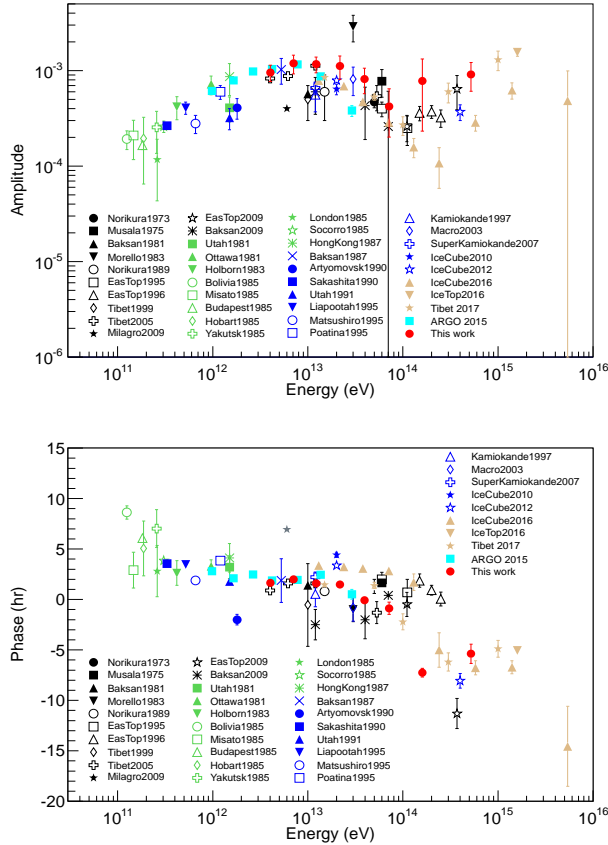 Amplitude
10⁻³
10⁻⁴
10⁻⁵
10⁻⁶
Norikura1973
Musala1975
Baksan1981
Morello1983
Norikura1989
EasTop1995
EasTop1996
Tibet1999
Tibet2005
Milagro2009
EasTop2009
Baksan2009
Utah1981
Ottawa1981
Holborn1983
Bolivia1985
Misato1985
Budapest1985
Hobart1985
Yakutsk1985
London1985
Socorro1985
HongKong1987
Baksan1987
Artyomovsk1990
Sakashita1990
Utah1991
Liapootah1995
Matsushiro1995
Poatina1995
Kamiokande1997
Macro2003
SuperKamiokande2007
IceCube2010
IceCube2012
IceCube2016
IceTop2016
Tibet 2017
ARGO 2015
This work
10¹¹ 10¹² 10¹³ 10¹⁴ 10¹⁵ 10¹⁶
Energy (eV)
Phase (hr)
15
10
5
0
-5
-10
-15
-20
Kamiokande1997
Macro2003
SuperKamiokande2007
IceCube2010
IceCube2012
IceCube2016
IceTop2016
Tibet 2017
ARGO 2015
This work
Norikura1973
Musala1975
Baksan1981
Morello1983
Norikura1989
EasTop1995
EasTop1996
Tibet1999
Tibet2005
Milagro2009
EasTop2009
Baksan2009
Utah1981
Ottawa1981
Holborn1983
Bolivia1985
Misato1985
Budapest1985
Hobart1985
Yakutsk1985
London1985
Socorro1985
HongKong1987
Baksan1987
Artyomovsk1990
Sakashita1990
Utah1991
Liapootah1995
Matsushiro1995
Poatina1995
10¹¹ 10¹² 10¹³ 10¹⁴ 10¹⁵ 10¹⁶
Energy (eV)